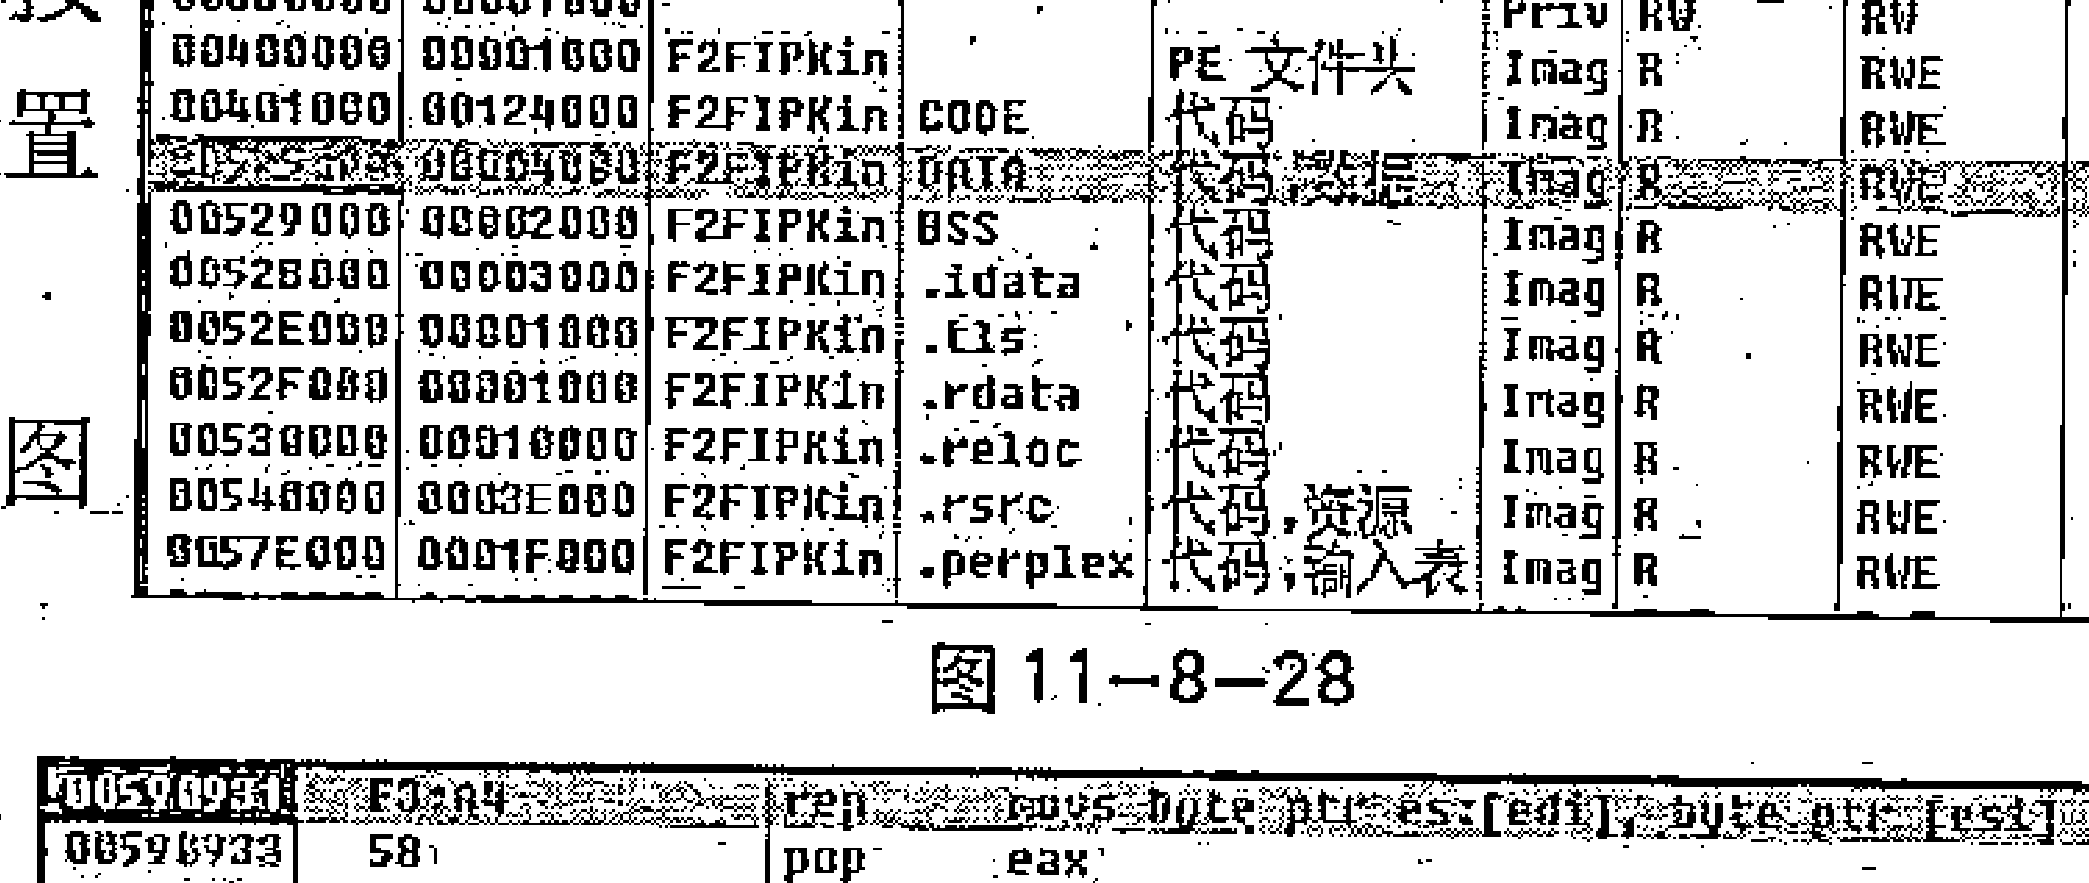 Priv RW RW
00400000 00001000 F2FIPKin PE 文件头 Imag R RWE
00401000 00124000 F2FIPKin CODE 代码 Imag R RWE
00004000 F2FIPKin DATA 代码,数据 Imag R RWE
00529000 00002000 F2FIPKin BSS 代码 Imag R RWE
0052B000 00003000 F2FIPKin .idata 代码 Imag R RWE
0052E000 00001000 F2FIPKin .tls 代码 Imag R RWE
0052F000 00001000 F2FIPKin .rdata 代码 Imag R RWE
00530000 00010000 F2FIPKin .reloc 代码 Imag R RWE
00540000 0003E000 F2FIPKin .rsrc 代码,资源 Imag R RWE
0057E000 0001F000 F2FIPKin .perplex 代码,输入表 Imag R RWE
置
图
图 11-8-28
00590931 F3:A4 rep movs byte ptr es:[edi], byte ptr [esi]
00590933 58 pop eax